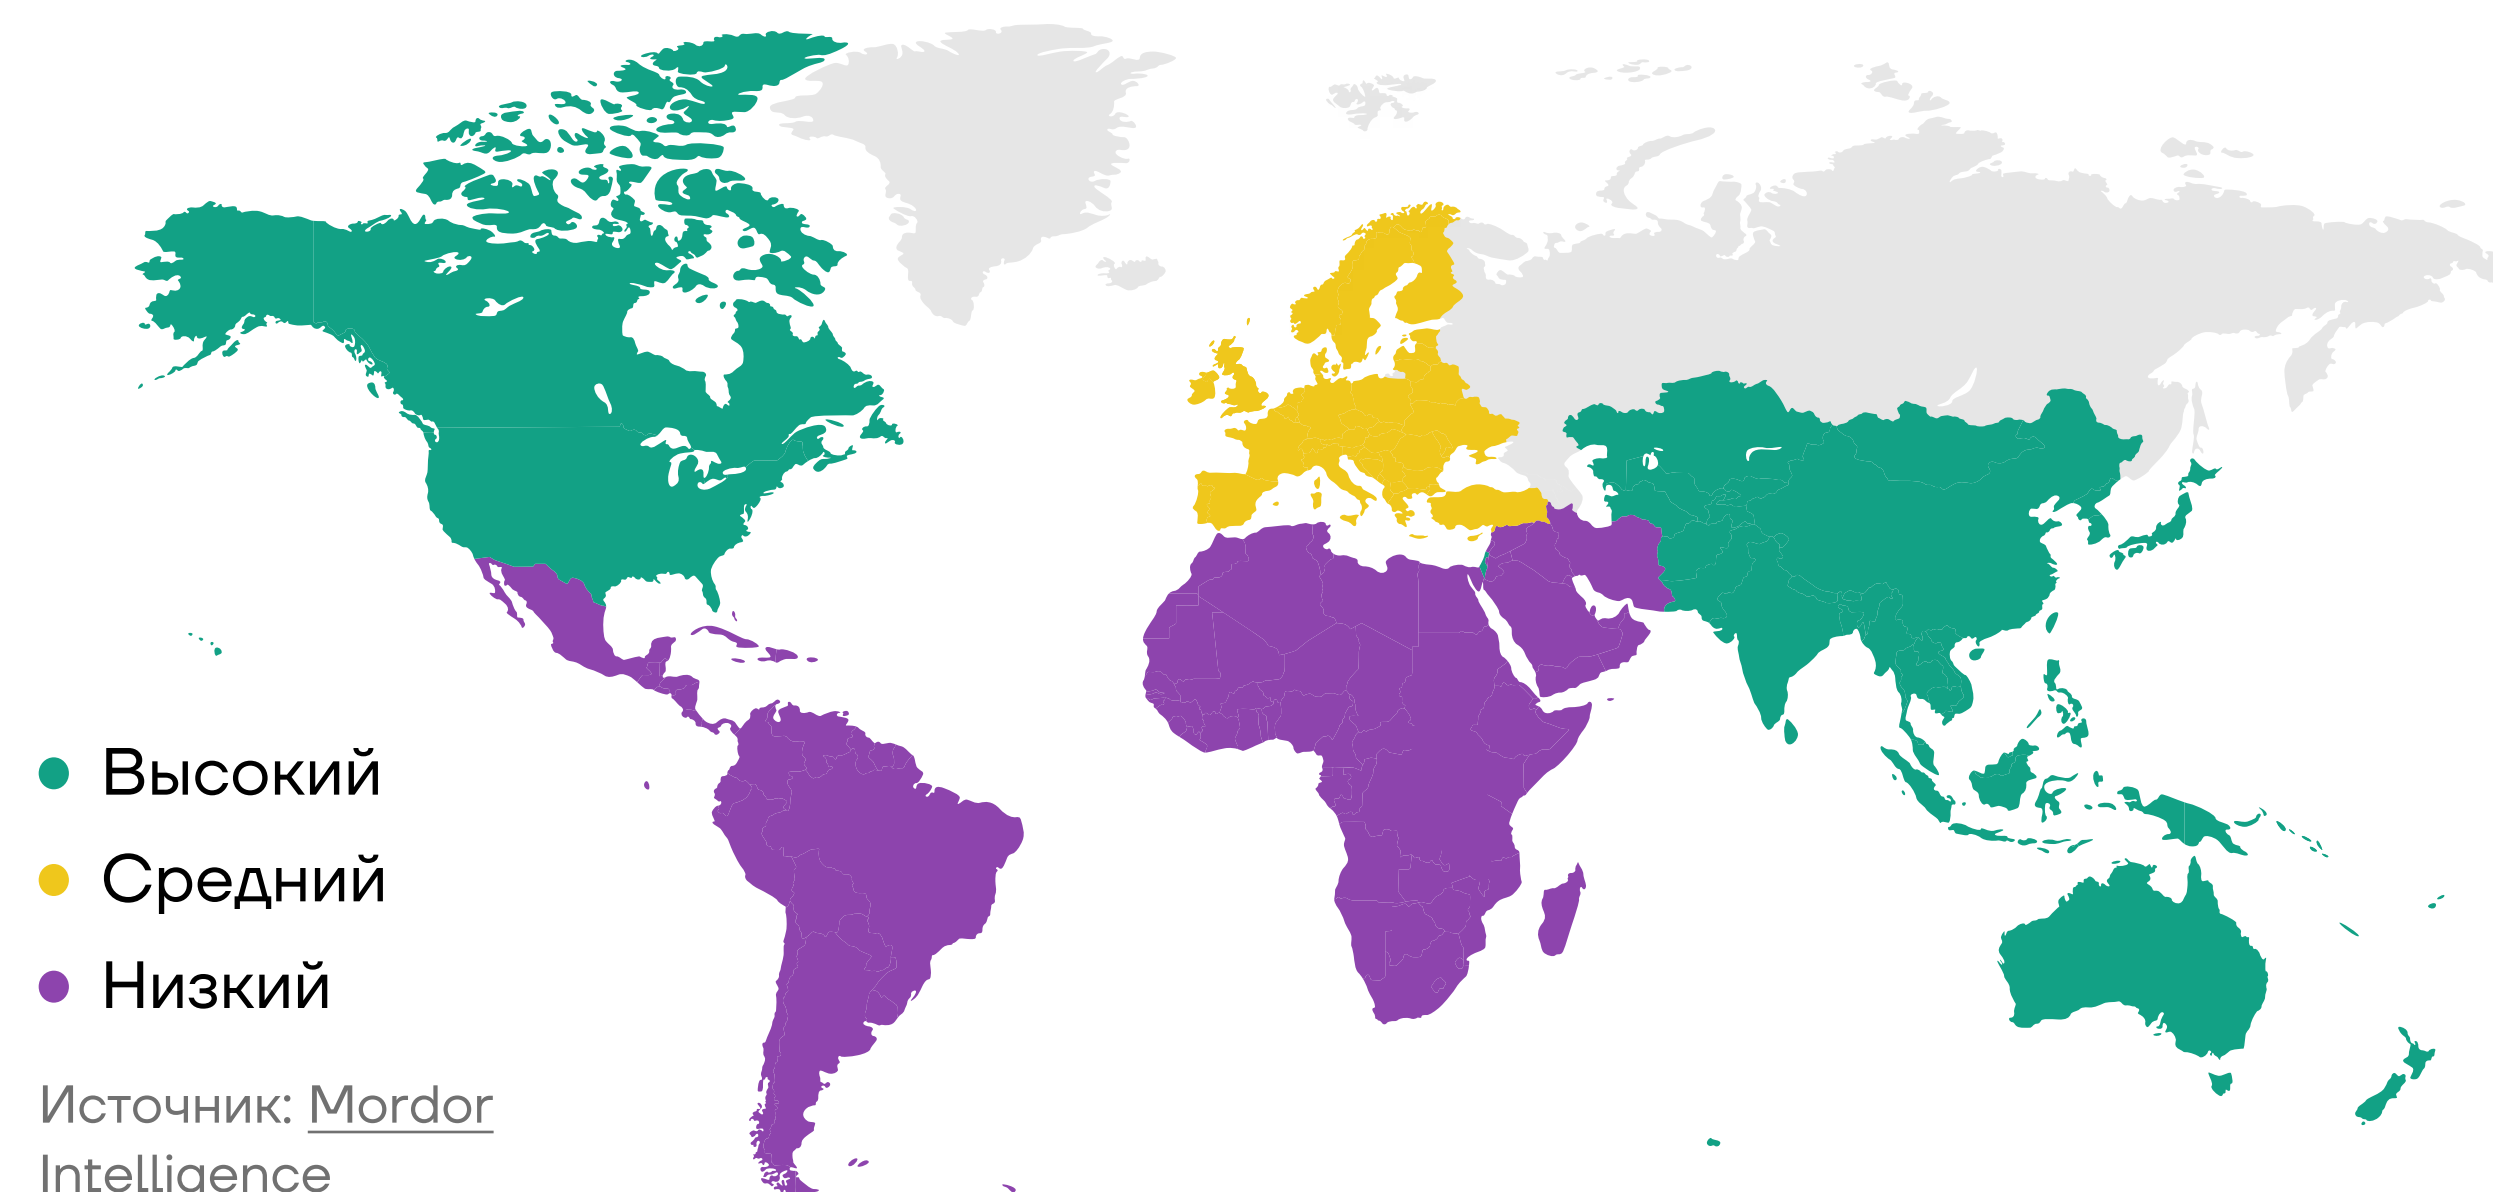 Высокий
Средний
Низкий
Источник: Mordor
Intelligence